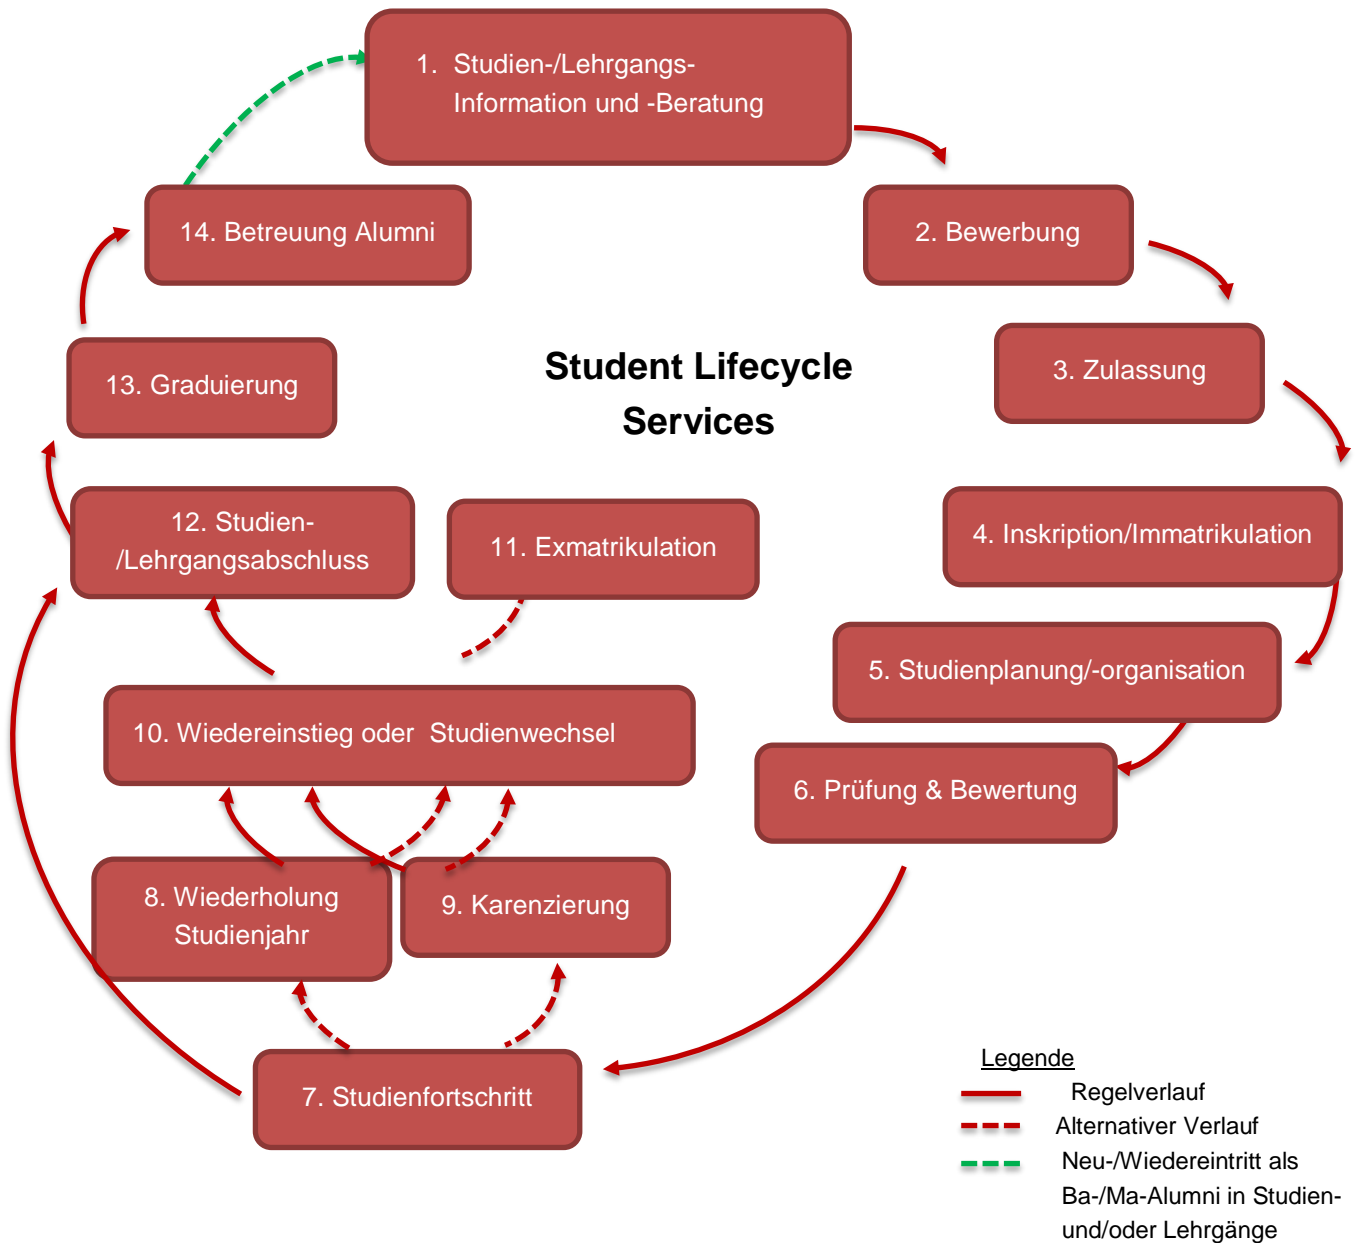 1. Studien-/Lehrgangs-
Information und -Beratung
14. Betreuung Alumni
2. Bewerbung
Student Lifecycle
Services
3. Zulassung
13. Graduierung
12. Studien-
/Lehrgangsabschluss
11. Exmatrikulation
4. Inskription/Immatrikulation
5. Studienplanung/-organisation
10. Wiedereinstieg oder Studienwechsel
6. Prüfung & Bewertung
8. Wiederholung
Studienjahr
9. Karenzierung
7. Studienfortschritt
Legende
Regelverlauf
Alternativer Verlauf
Neu-/Wiedereintritt als
Ba-/Ma-Alumni in Studien-
und/oder Lehrgänge